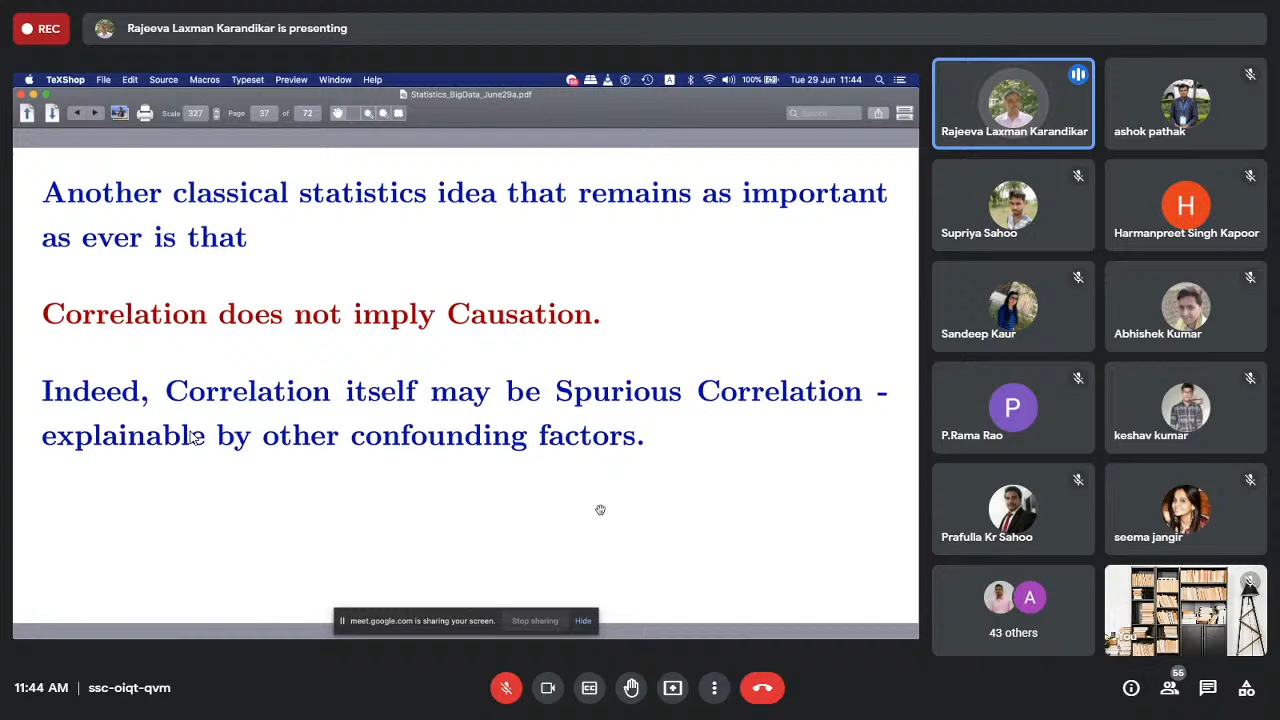 REC
Rajeeva Laxman Karandikar is presenting
TeXShop File Edit Source Macros Typeset Preview Window Help
A 100% Tue 29 Jun 11:44
Statistics_BigData_June29a.pdf
Scale 327 Page 37 of 72 Search
Another classical statistics idea that remains as important
as ever is that
Correlation does not imply Causation.
Indeed, Correlation itself may be Spurious Correlation -
explainable by other confounding factors.
meet.google.com is sharing your screen. Stop sharing Hide
Rajeeva Laxman Karandikar
ashok pathak
Supriya Sahoo
H
Harmanpreet Singh Kapoor
Sandeep Kaur
Abhishek Kumar
P
P.Rama Rao
keshav kumar
Prafulla Kr Sahoo
seema jangir
A
43 others
You
11:44 AM | ssc-oiqt-qvm
CC
55